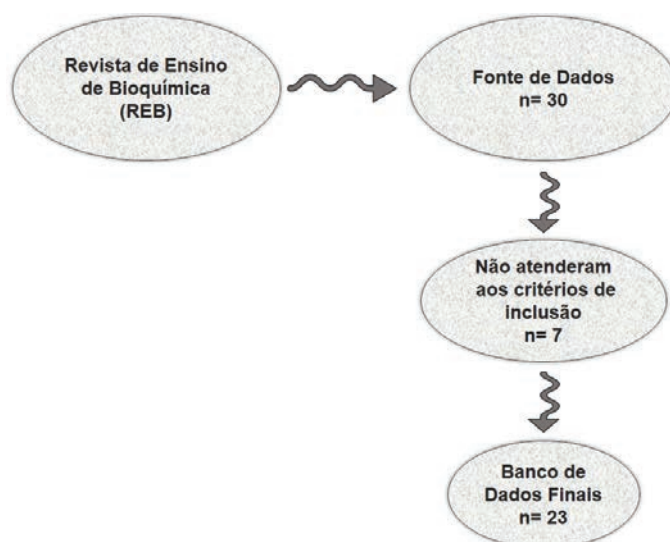 Revista de Ensino
de Bioquímica
(REB)
Fonte de Dados
n= 30
Não atenderam
aos critérios de
inclusão
n= 7
Banco de
Dados Finais
n= 23